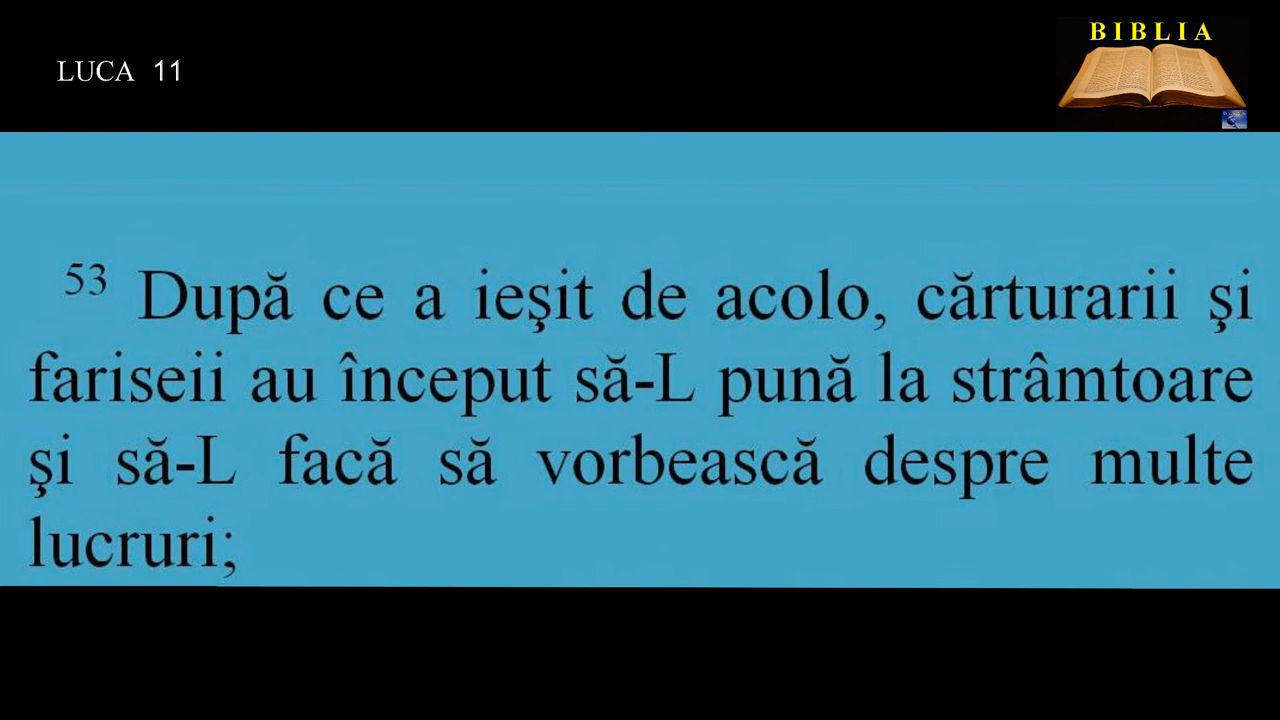 BIBLIA
LUCA 11
53 După ce a ieşit de acolo, cărturarii şi
fariseii au început să-L pună la strâmtoare
şi să-L facă să vorbească despre multe
lucruri;